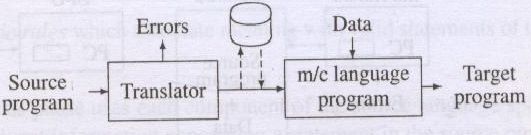 Errors
Data
Source
program
Translator
m/c language
program
Target
program